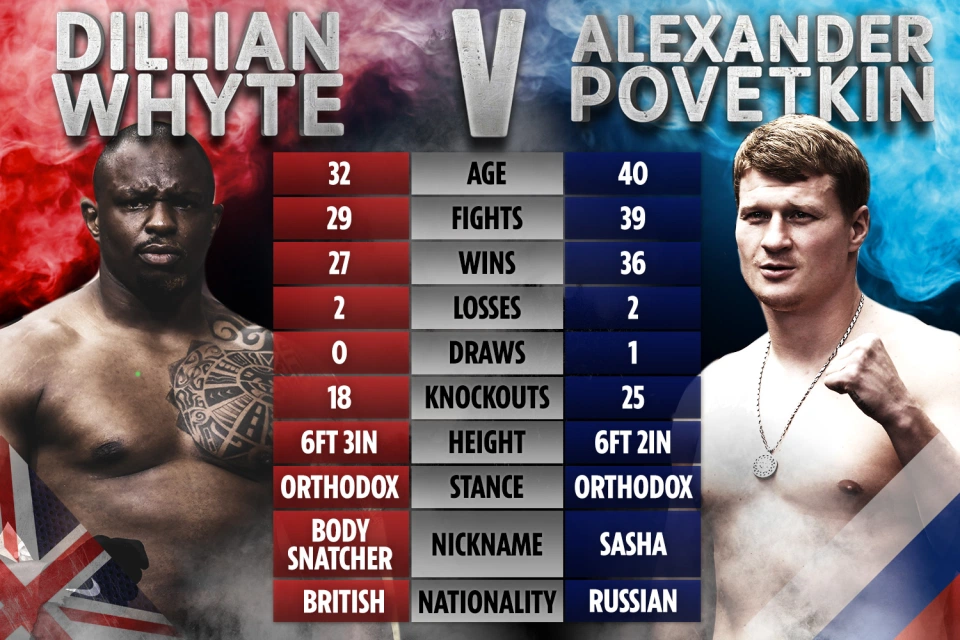 DILLIAN WHYTE
V
ALEXANDER POVETKIN
32 AGE 40
29 FIGHTS 39
27 WINS 36
2 LOSSES 2
0 DRAWS 1
18 KNOCKOUTS 25
6FT 3IN HEIGHT 6FT 2IN
ORTHODOX STANCE ORTHODOX
BODY SNATCHER NICKNAME SASHA
BRITISH NATIONALITY RUSSIAN